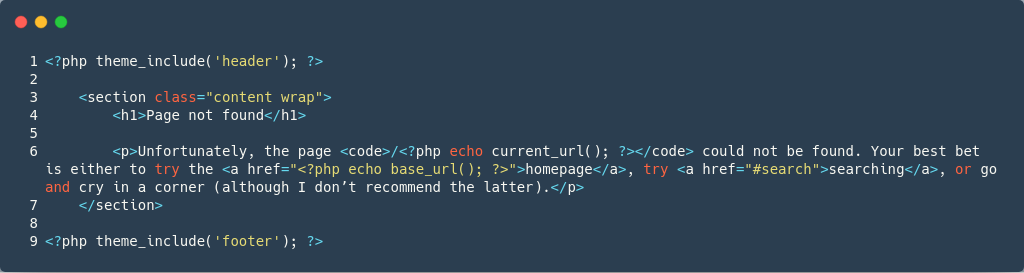 1 <?php theme_include('header'); ?>
2
3     <section class="content wrap">
4         <h1>Page not found</h1>
5
6         <p>Unfortunately, the page <code>/<?php echo current_url(); ?></code> could not be found. Your best bet
is either to try the <a href="<?php echo base_url(); ?>">homepage</a>, try <a href="#search">searching</a>, or go
and cry in a corner (although I don’t recommend the latter).</p>
7     </section>
8
9 <?php theme_include('footer'); ?>